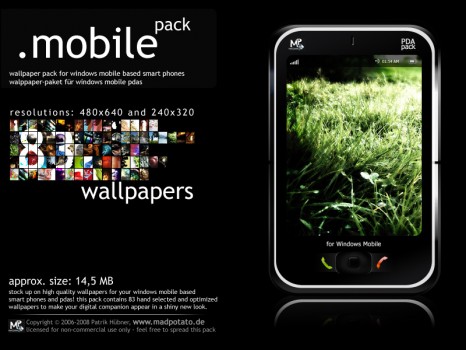 .mobile pack
wallpaper pack for windows mobile based smart phones
walppaper-paket für windows mobile pdas
resolutions: 480x640 and 240x320
83
wallpapers
approx. size: 14,5 MB
stock up on high quality wallpapers for your windows mobile based
smart phones and pdas! this pack contains 83 hand selected and optimized
wallpapers to make your digital companion appear in a shiny new look.
MP
Copyright © 2006-2008 Patrik Hübner, www.madpotato.de
licensed for non-commercial use only - feel free to spread this pack
MP
PDA
pack
for Windows Mobile